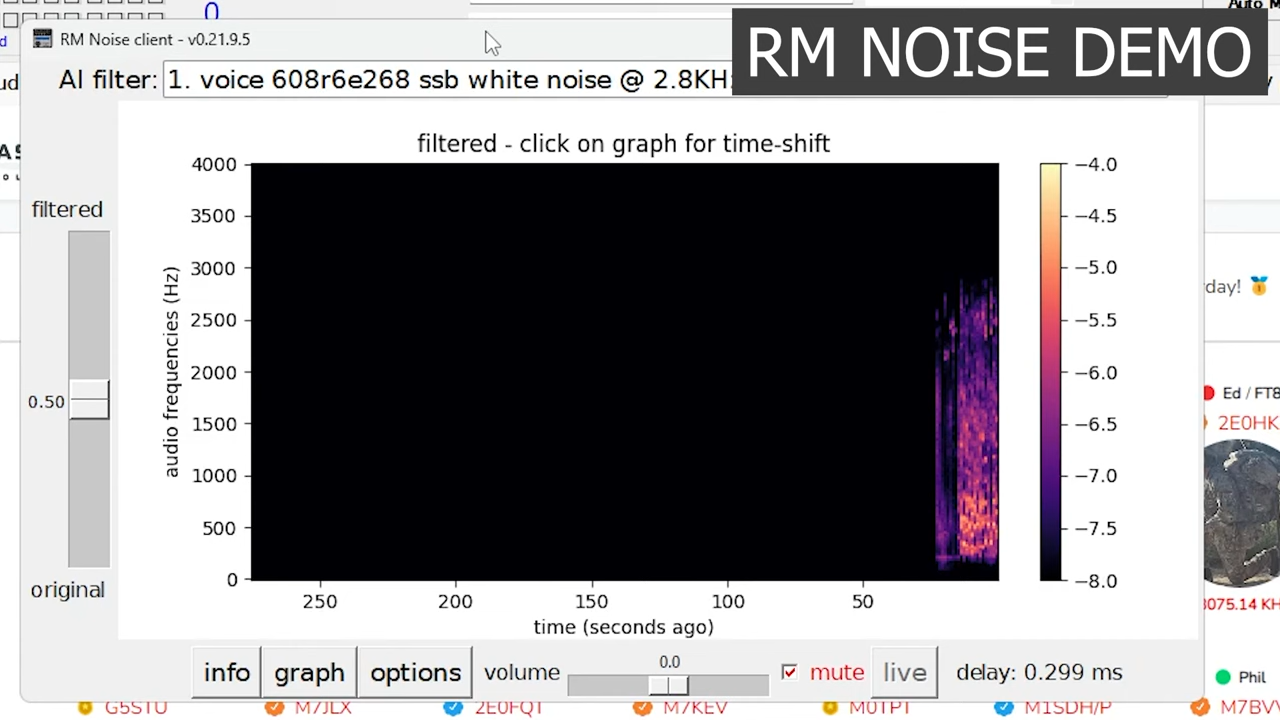 0
Auto M
RM NOISE DEMO
RM Noise client - v0.21.9.5
AI filter: 1. voice 608r6e268 ssb white noise @ 2.8KH
filtered - click on graph for time-shift
filtered
0.50
original
audio frequencies (Hz)
4000
3500
3000
2500
2000
1500
1000
500
0
250 200 150 100 50
time (seconds ago)
−4.0
−4.5
−5.0
−5.5
−6.0
−6.5
−7.0
−7.5
−8.0
info graph options volume 0.0 mute live delay: 0.299 ms
day!
Ed / FT8
2E0HK
8075.14 KH
Phil
G5STU M7JLX 2E0FQT M7KEV M0TPT M1SDH/P M7BV